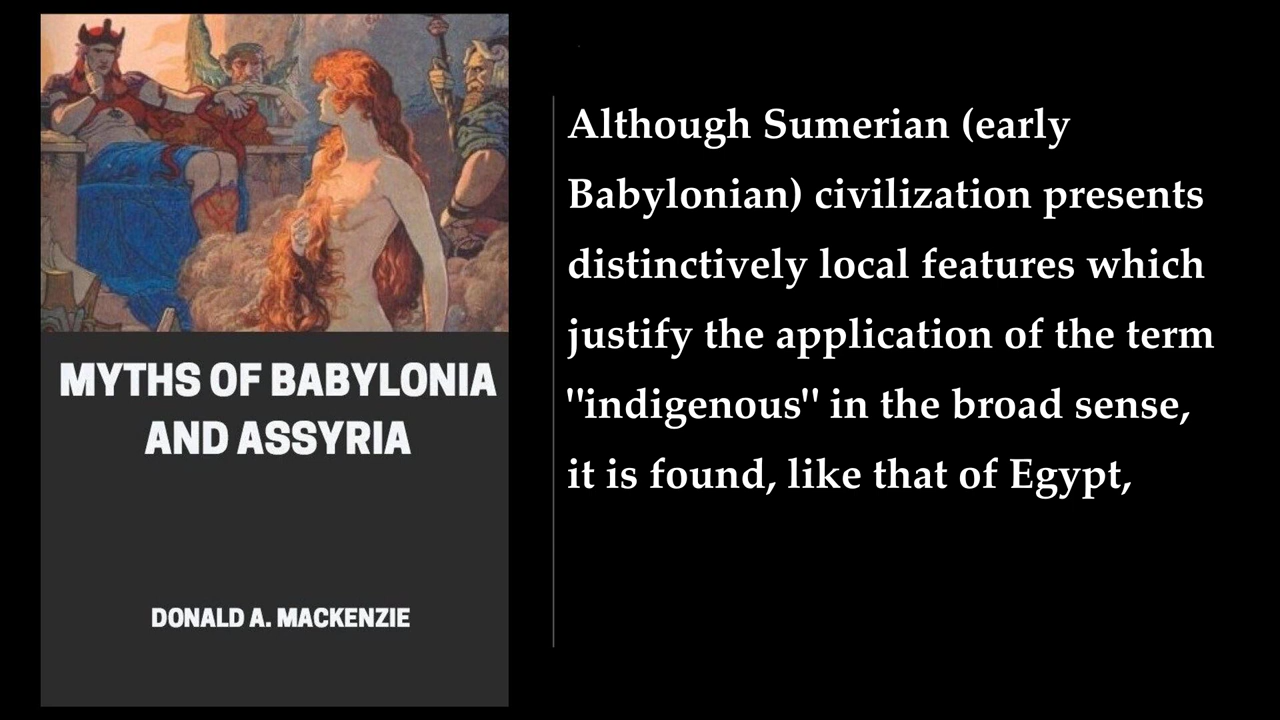 MYTHS OF BABYLONIA
AND ASSYRIA
DONALD A. MACKENZIE
Although Sumerian (early
Babylonian) civilization presents
distinctively local features which
justify the application of the term
"indigenous" in the broad sense,
it is found, like that of Egypt,